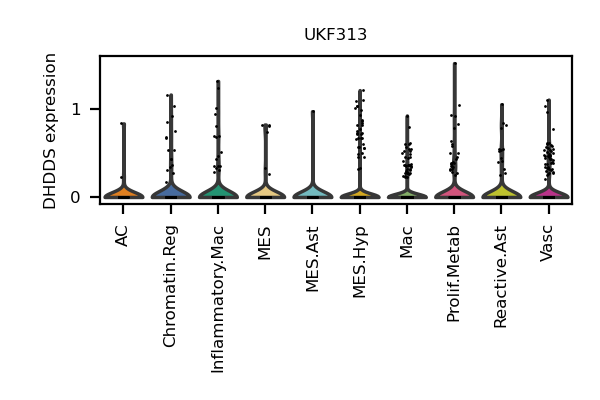 UKF313
DHDDS expression
1
0
AC
Chromatin.Reg
Inflammatory.Mac
MES
MES.Ast
MES.Hyp
Mac
Prolif.Metab
Reactive.Ast
Vasc